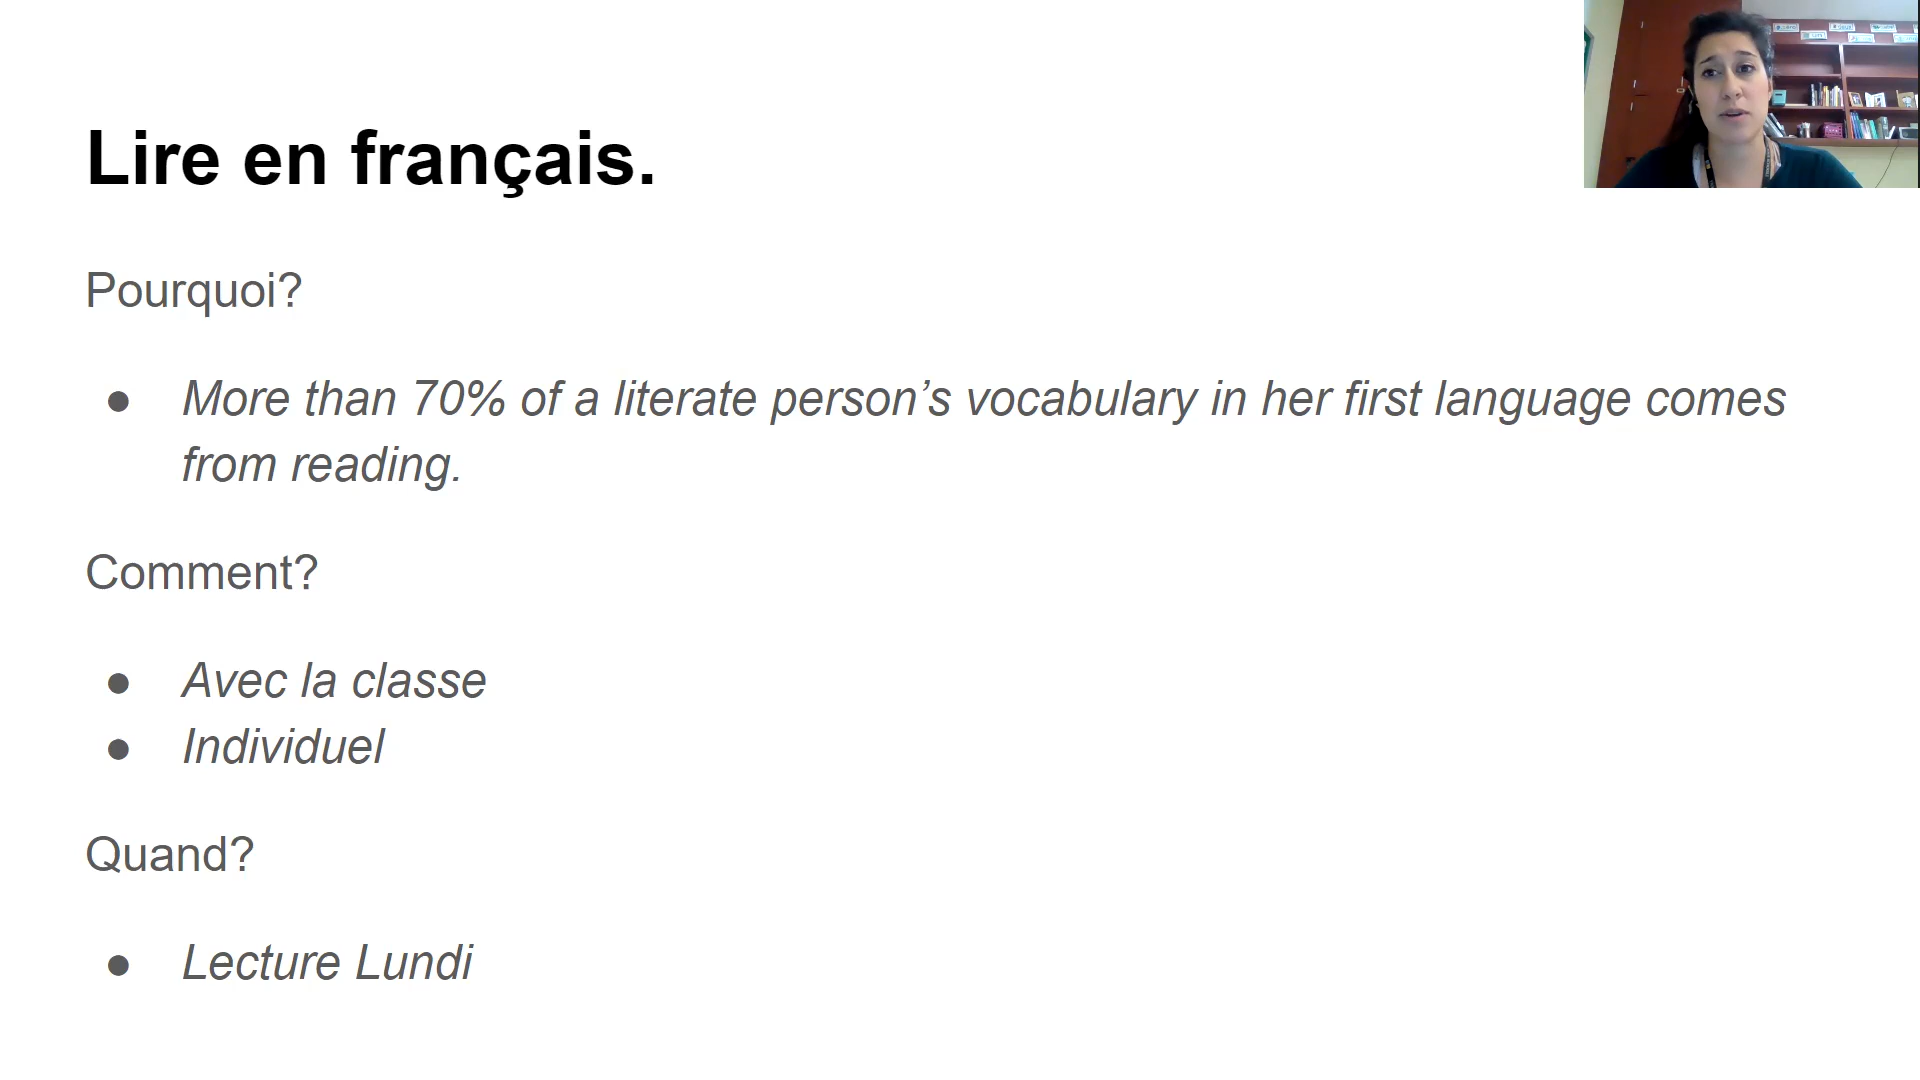 Lire en français.
Pourquoi?
● More than 70% of a literate person’s vocabulary in her first language comes
from reading.
Comment?
● Avec la classe
● Individuel
Quand?
● Lecture Lundi